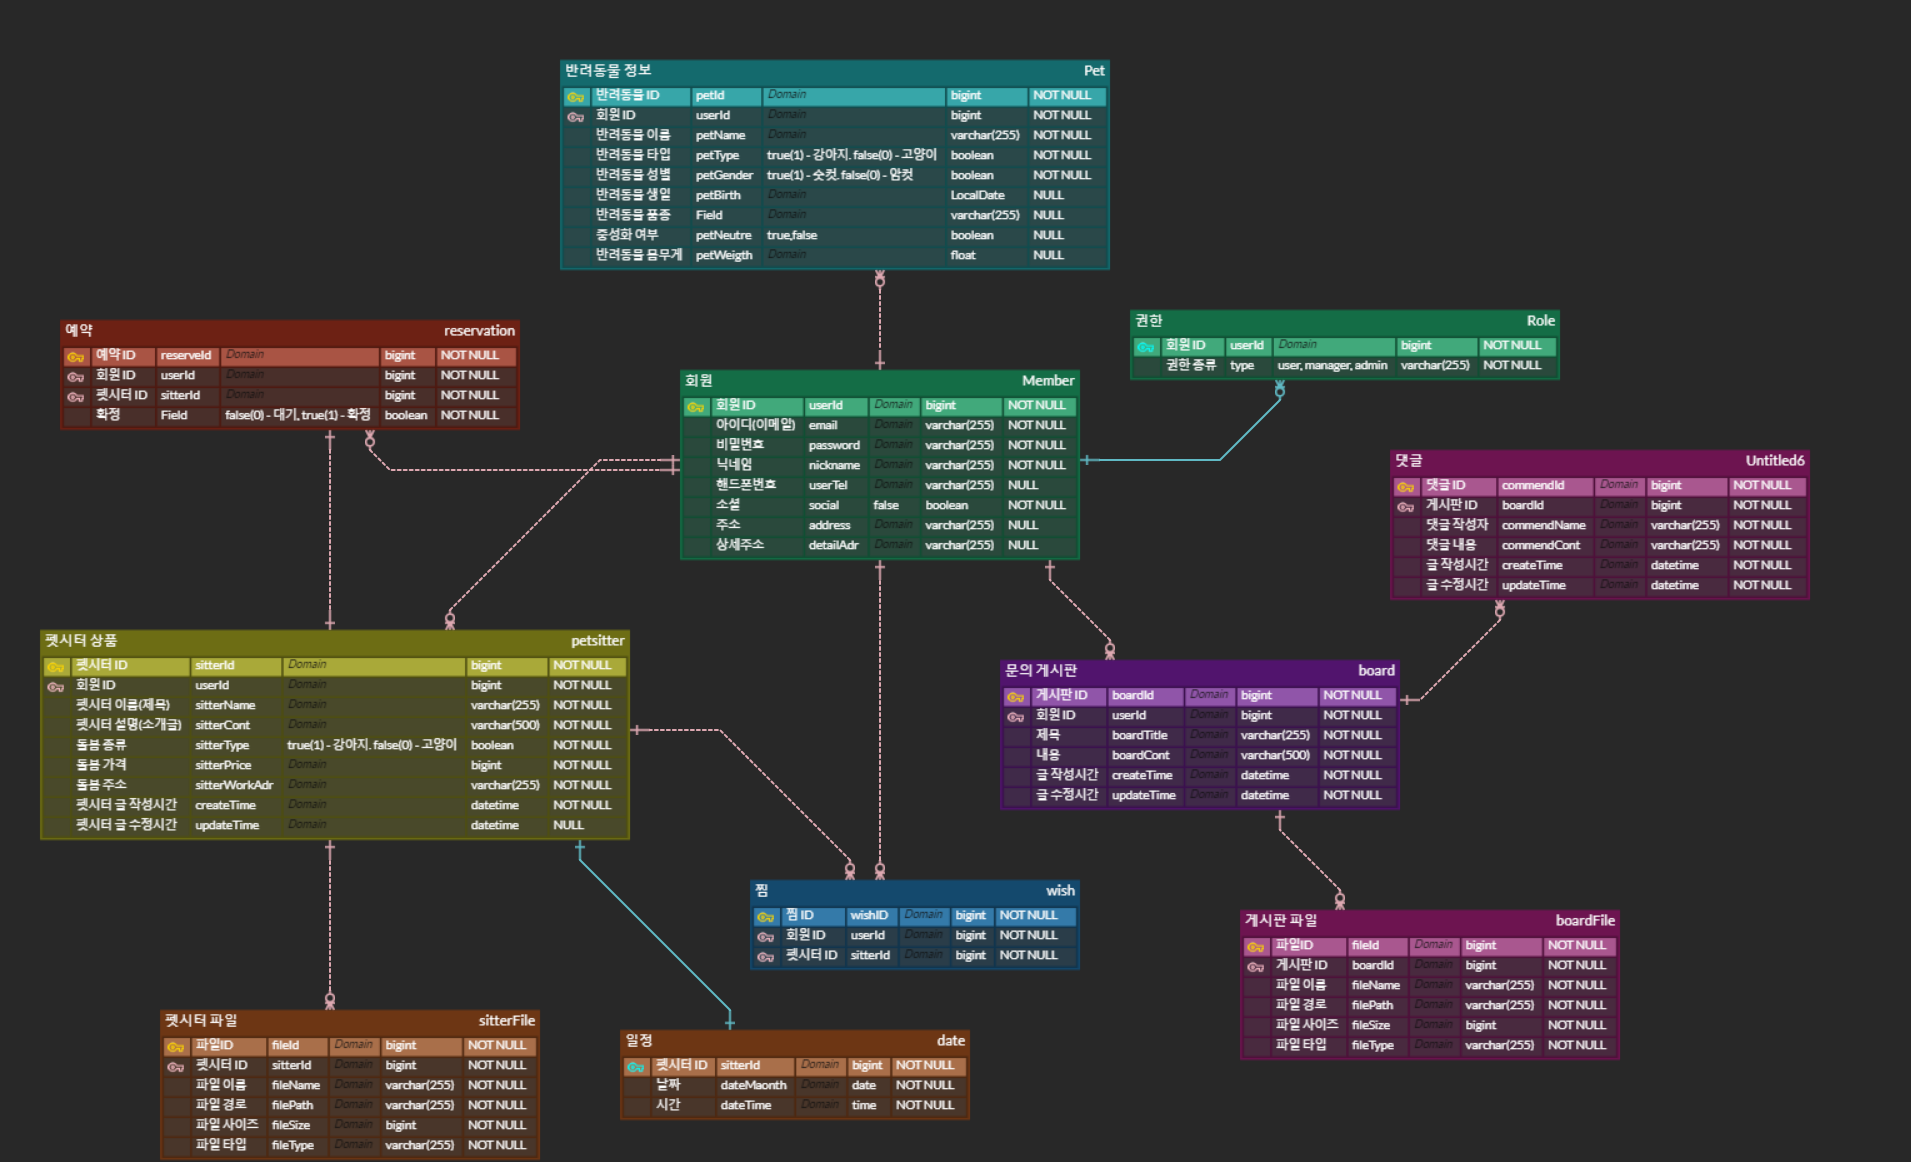 반려동물 정보 Pet
반려동물 ID petId Domain bigint NOT NULL
회원 ID userId Domain bigint NOT NULL
반려동물 이름 petName Domain varchar(255) NOT NULL
반려동물 타입 petType true(1) - 강아지. false(0) - 고양이 boolean NOT NULL
반려동물 성별 petGender true(1) - 숫컷. false(0) - 암컷 boolean NOT NULL
반려동물 생일 petBirth Domain LocalDate NULL
반려동물 품종 Field Domain varchar(255) NULL
중성화 여부 petNeutre true,false boolean NULL
반려동물 몸무게 petWeigth Domain float NULL
예약 reservation
예약 ID reserveId Domain bigint NOT NULL
회원 ID userId Domain bigint NOT NULL
펫시터 ID sitterId Domain bigint NOT NULL
확정 Field false(0) - 대기, true(1) - 확정 boolean NOT NULL
권한 Role
회원 ID userId Domain bigint NOT NULL
권한 종류 type user, manager, admin varchar(255) NOT NULL
회원 Member
회원 ID userId Domain bigint NOT NULL
아이디(이메일) email Domain varchar(255) NOT NULL
비밀번호 password Domain varchar(255) NOT NULL
닉네임 nickname Domain varchar(255) NOT NULL
핸드폰번호 userTel Domain varchar(255) NULL
소셜 social false boolean NOT NULL
주소 address Domain varchar(255) NULL
상세주소 detailAdr Domain varchar(255) NULL
댓글 Untitled6
댓글 ID commendId Domain bigint NOT NULL
게시판 ID boardId Domain bigint NOT NULL
댓글 작성자 commendName Domain varchar(255) NOT NULL
댓글 내용 commendCont Domain varchar(255) NOT NULL
글 작성시간 createTime Domain datetime NOT NULL
글 수정시간 updateTime Domain datetime NOT NULL
펫시터 상품 petsitter
펫시터 ID sitterId Domain bigint NOT NULL
회원 ID userId Domain bigint NOT NULL
펫시터 이름(제목) sitterName Domain varchar(255) NOT NULL
펫시터 설명(소개글) sitterCont Domain varchar(500) NOT NULL
돌봄 종류 sitterType true(1) - 강아지. false(0) - 고양이 boolean NOT NULL
돌봄 가격 sitterPrice Domain bigint NOT NULL
돌봄 주소 sitterWorkAdr Domain varchar(255) NOT NULL
펫시터 글 작성시간 createTime Domain datetime NOT NULL
펫시터 글 수정시간 updateTime Domain datetime NULL
문의 게시판 board
게시판 ID boardId Domain bigint NOT NULL
회원 ID userId Domain bigint NOT NULL
제목 boardTitle Domain varchar(255) NOT NULL
내용 boardCont Domain varchar(500) NOT NULL
글 작성시간 createTime Domain datetime NOT NULL
글 수정시간 updateTime Domain datetime NOT NULL
찜 wish
찜 ID wishID Domain bigint NOT NULL
회원 ID userId Domain bigint NOT NULL
펫시터 ID sitterId Domain bigint NOT NULL
게시판 파일 boardFile
파일ID fileId Domain bigint NOT NULL
게시판 ID boardId Domain bigint NOT NULL
파일 이름 fileName Domain varchar(255) NOT NULL
파일 경로 filePath Domain varchar(255) NOT NULL
파일 사이즈 fileSize Domain bigint NOT NULL
파일 타입 fileType Domain varchar(255) NOT NULL
펫시터 파일 sitterFile
파일ID fileId Domain bigint NOT NULL
펫시터 ID sitterId Domain bigint NOT NULL
파일 이름 fileName Domain varchar(255) NOT NULL
파일 경로 filePath Domain varchar(255) NOT NULL
파일 사이즈 fileSize Domain bigint NOT NULL
파일 타입 fileType Domain varchar(255) NOT NULL
일정 date
펫시터 ID sitterId Domain bigint NOT NULL
날짜 dateMaonth Domain date NOT NULL
시간 dateTime Domain time NOT NULL